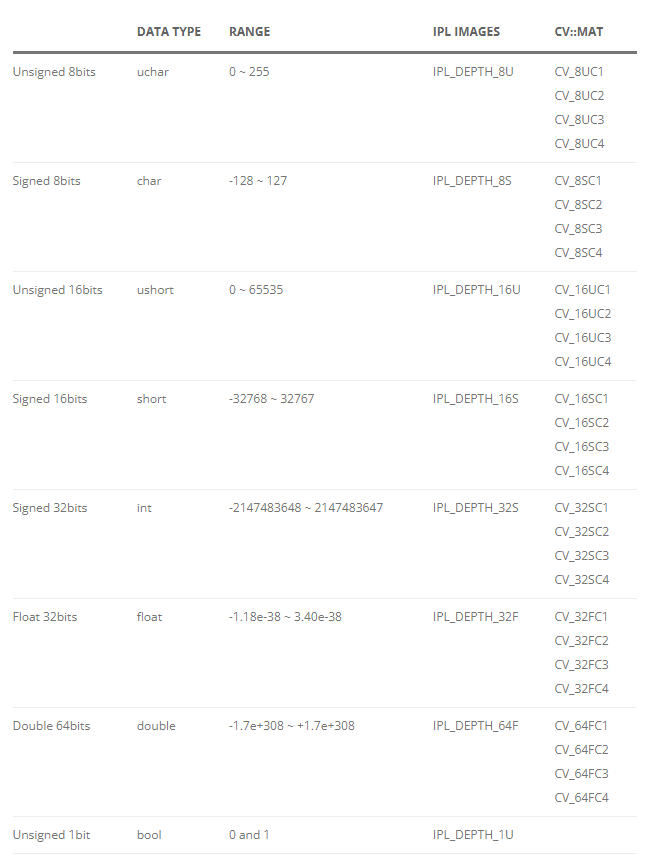 DATA TYPE RANGE IPL IMAGES CV::MAT
Unsigned 8bits uchar 0 ~ 255 IPL_DEPTH_8U CV_8UC1
CV_8UC2
CV_8UC3
CV_8UC4
Signed 8bits char -128 ~ 127 IPL_DEPTH_8S CV_8SC1
CV_8SC2
CV_8SC3
CV_8SC4
Unsigned 16bits ushort 0 ~ 65535 IPL_DEPTH_16U CV_16UC1
CV_16UC2
CV_16UC3
CV_16UC4
Signed 16bits short -32768 ~ 32767 IPL_DEPTH_16S CV_16SC1
CV_16SC2
CV_16SC3
CV_16SC4
Signed 32bits int -2147483648 ~ 2147483647 IPL_DEPTH_32S CV_32SC1
CV_32SC2
CV_32SC3
CV_32SC4
Float 32bits float -1.18e-38 ~ 3.40e-38 IPL_DEPTH_32F CV_32FC1
CV_32FC2
CV_32FC3
CV_32FC4
Double 64bits double -1.7e+308 ~ +1.7e+308 IPL_DEPTH_64F CV_64FC1
CV_64FC2
CV_64FC3
CV_64FC4
Unsigned 1bit bool 0 and 1 IPL_DEPTH_1U